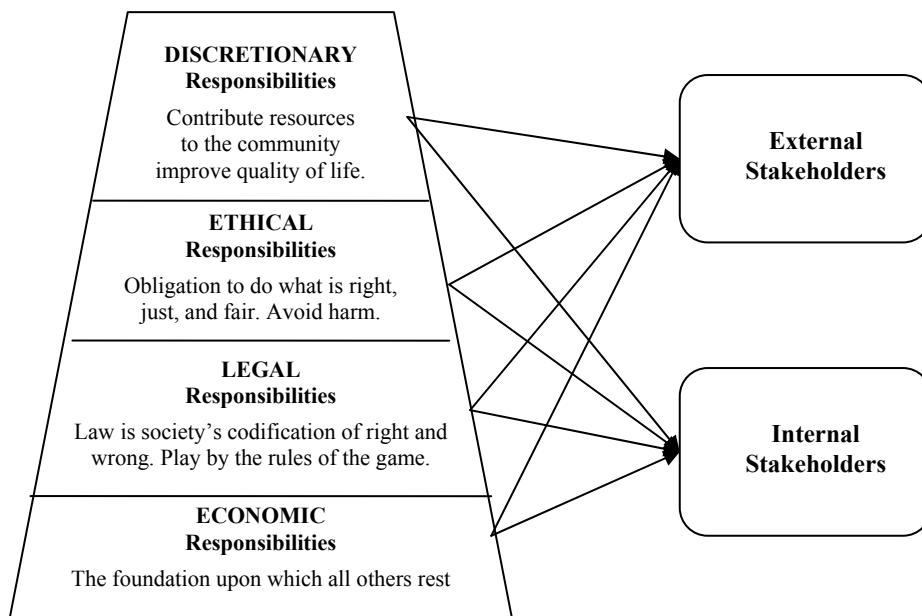 DISCRETIONARY
Responsibilities
Contribute resources
to the community
improve quality of life.
ETHICAL
Responsibilities
Obligation to do what is right,
just, and fair. Avoid harm.
LEGAL
Responsibilities
Law is society’s codification of right and
wrong. Play by the rules of the game.
ECONOMIC
Responsibilities
The foundation upon which all others rest
External
Stakeholders
Internal
Stakeholders